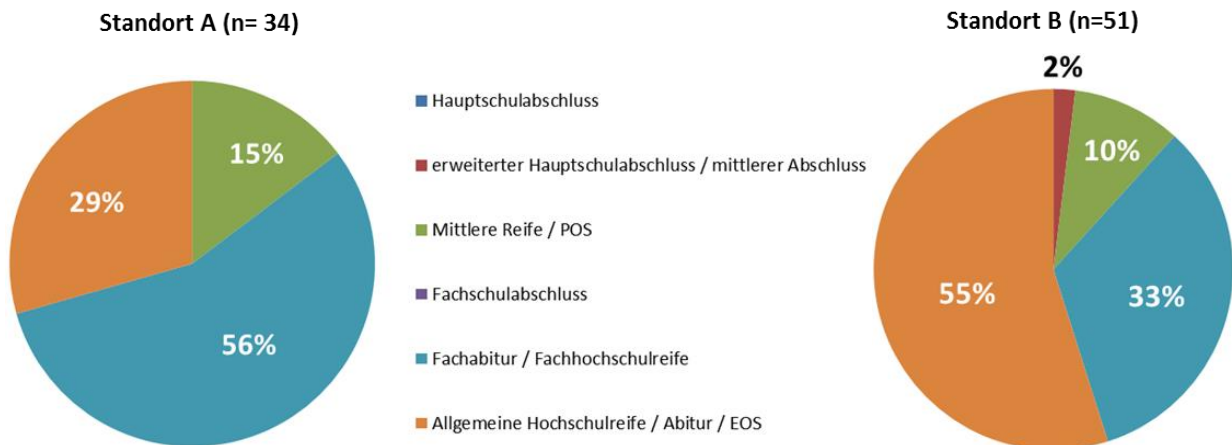 Standort A (n= 34)
15%
29%
56%
Hauptschulabschluss
erweiterter Hauptschulabschluss / mittlerer Abschluss
Mittlere Reife / POS
Fachschulabschluss
Fachabitur / Fachhochschulreife
Allgemeine Hochschulreife / Abitur / EOS
Standort B (n=51)
2%
10%
55%
33%